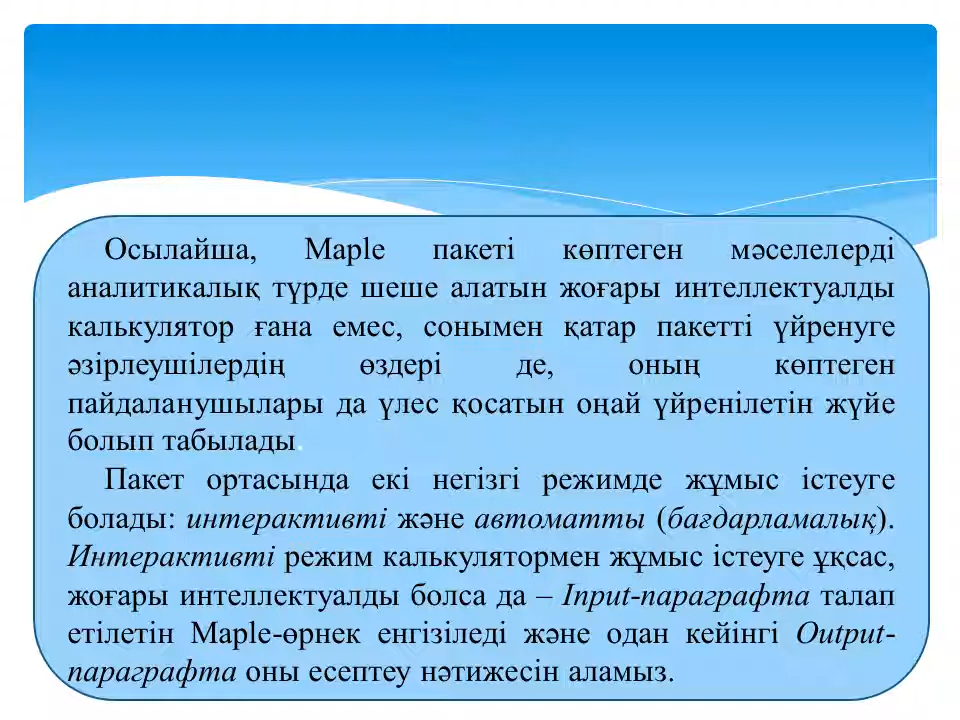 Осылайша, Maple пакеті көптеген мәселелерді
аналитикалық түрде шеше алатын жоғары интеллектуалды
калькулятор ғана емес, сонымен қатар пакетті үйренуге
әзірлеушілердің өздері де, оның көптеген
пайдаланушылары да үлес қосатын оңай үйренілетін жүйе
болып табылады.
Пакет ортасында екі негізгі режимде жұмыс істеуге
болады: интерактивті және автоматты (бағдарламалық).
Интерактивті режим калькулятормен жұмыс істеуге ұқсас,
жоғары интеллектуалды болса да – Input-параграфта талап
етілетін Maple-өрнек енгізіледі және одан кейінгі Output-
параграфта оны есептеу нәтижесін аламыз.